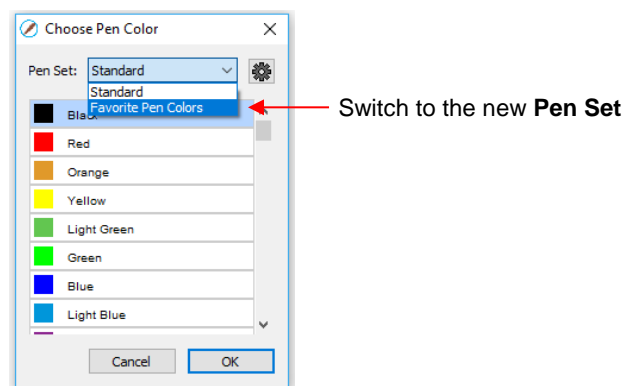 Choose Pen Color
Pen Set: Standard
Standard
Favorite Pen Colors
Switch to the new Pen Set
Black
Red
Orange
Yellow
Light Green
Green
Blue
Light Blue
Cancel OK